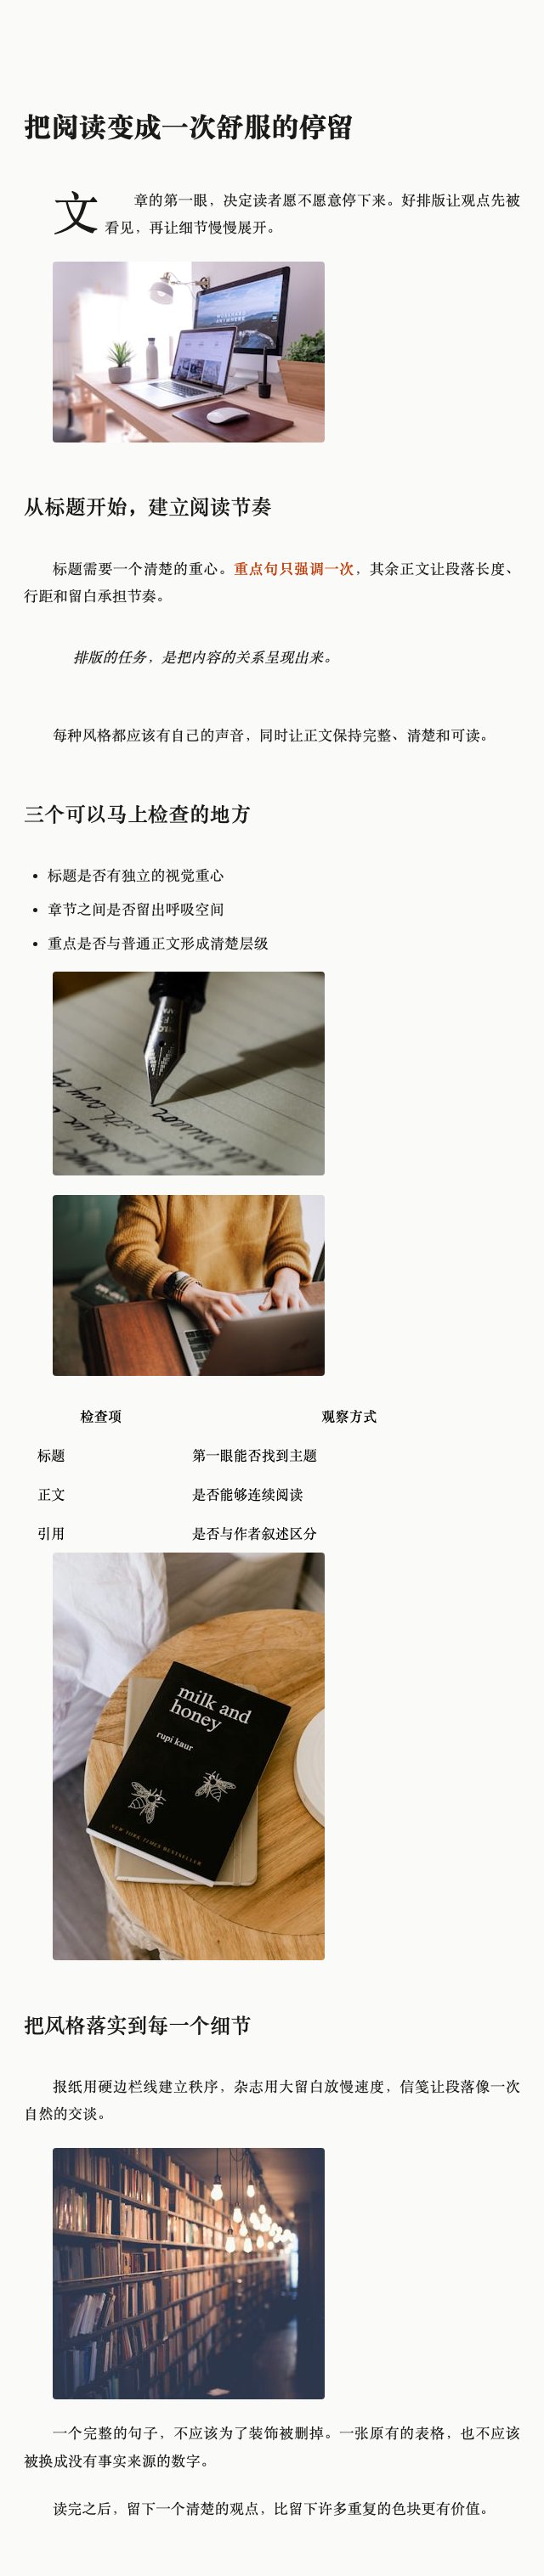 把阅读变成一次舒服的停留
文章的第一眼，决定读者愿不愿意停下来。好排版让观点先被
看见，再让细节慢慢展开。
从标题开始，建立阅读节奏
标题需要一个清楚的重心。重点句只强调一次，其余正文让段落长度、
行距和留白承担节奏。
排版的任务，是把内容的关系呈现出来。
每种风格都应该有自己的声音，同时让正文保持完整、清楚和可读。
三个可以马上检查的地方
• 标题是否有独立的视觉重心
• 章节之间是否留出呼吸空间
• 重点是否与普通正文形成清楚层级
检查项 观察方式
标题 第一眼能否找到主题
正文 是否能够连续阅读
引用 是否与作者叙述区分
milk and
honey
rupi kaur
NEW YORK TIMES BESTSELLER
把风格落实到每一个细节
报纸用硬边栏线建立秩序，杂志用大留白放慢速度，信笺让段落像一次
自然的交谈。
一个完整的句子，不应该为了装饰被删掉。一张原有的表格，也不应该
被换成没有事实来源的数字。
读完之后，留下一个清楚的观点，比留下许多重复的色块更有价值。